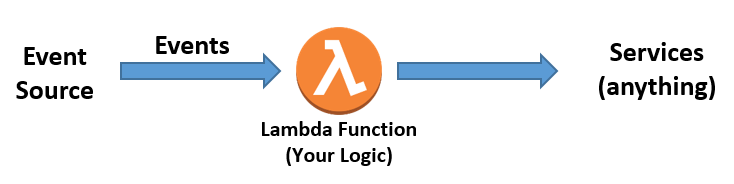 Event
Source
Events
λ
Lambda Function
(Your Logic)
Services
(anything)